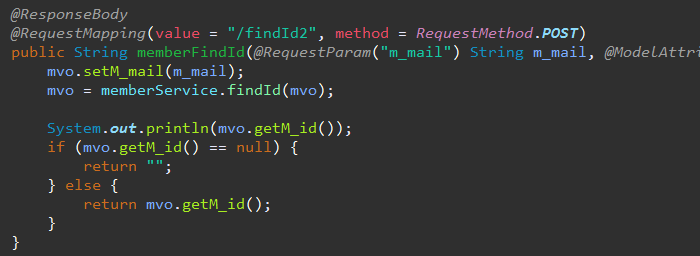 @ResponseBody
@RequestMapping(value = "/findId2", method = RequestMethod.POST)
public String memberFindId(@RequestParam("m_mail") String m_mail, @ModelAttri
mvo.setM_mail(m_mail);
mvo = memberService.findId(mvo);
System.out.println(mvo.getM_id());
if (mvo.getM_id() == null) {
return "";
} else {
return mvo.getM_id();
}
}